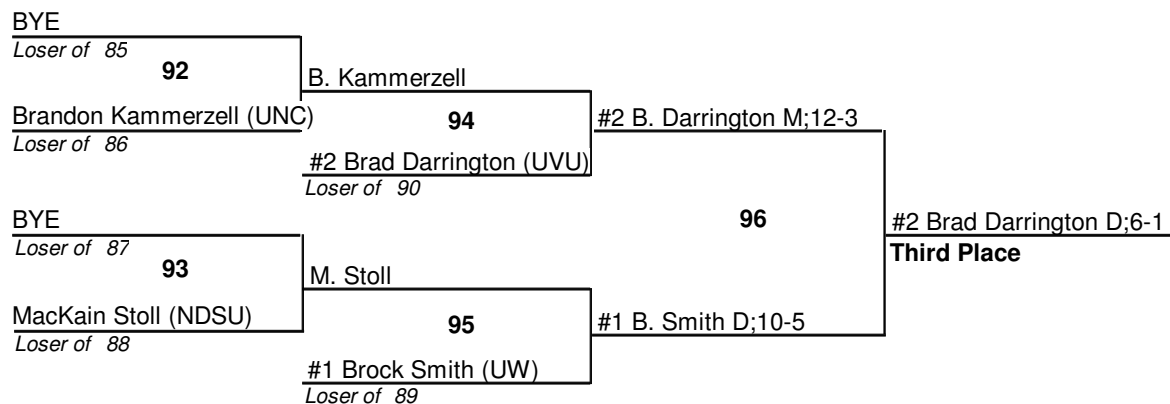 BYE
Loser of 85
92
B. Kammerzell
Brandon Kammerzell (UNC)
Loser of 86
94
#2 B. Darrington M;12-3
#2 Brad Darrington (UVU)
Loser of 90
BYE
Loser of 87
93
96
#2 Brad Darrington D;6-1
Third Place
M. Stoll
MacKain Stoll (NDSU)
Loser of 88
95
#1 B. Smith D;10-5
#1 Brock Smith (UW)
Loser of 89